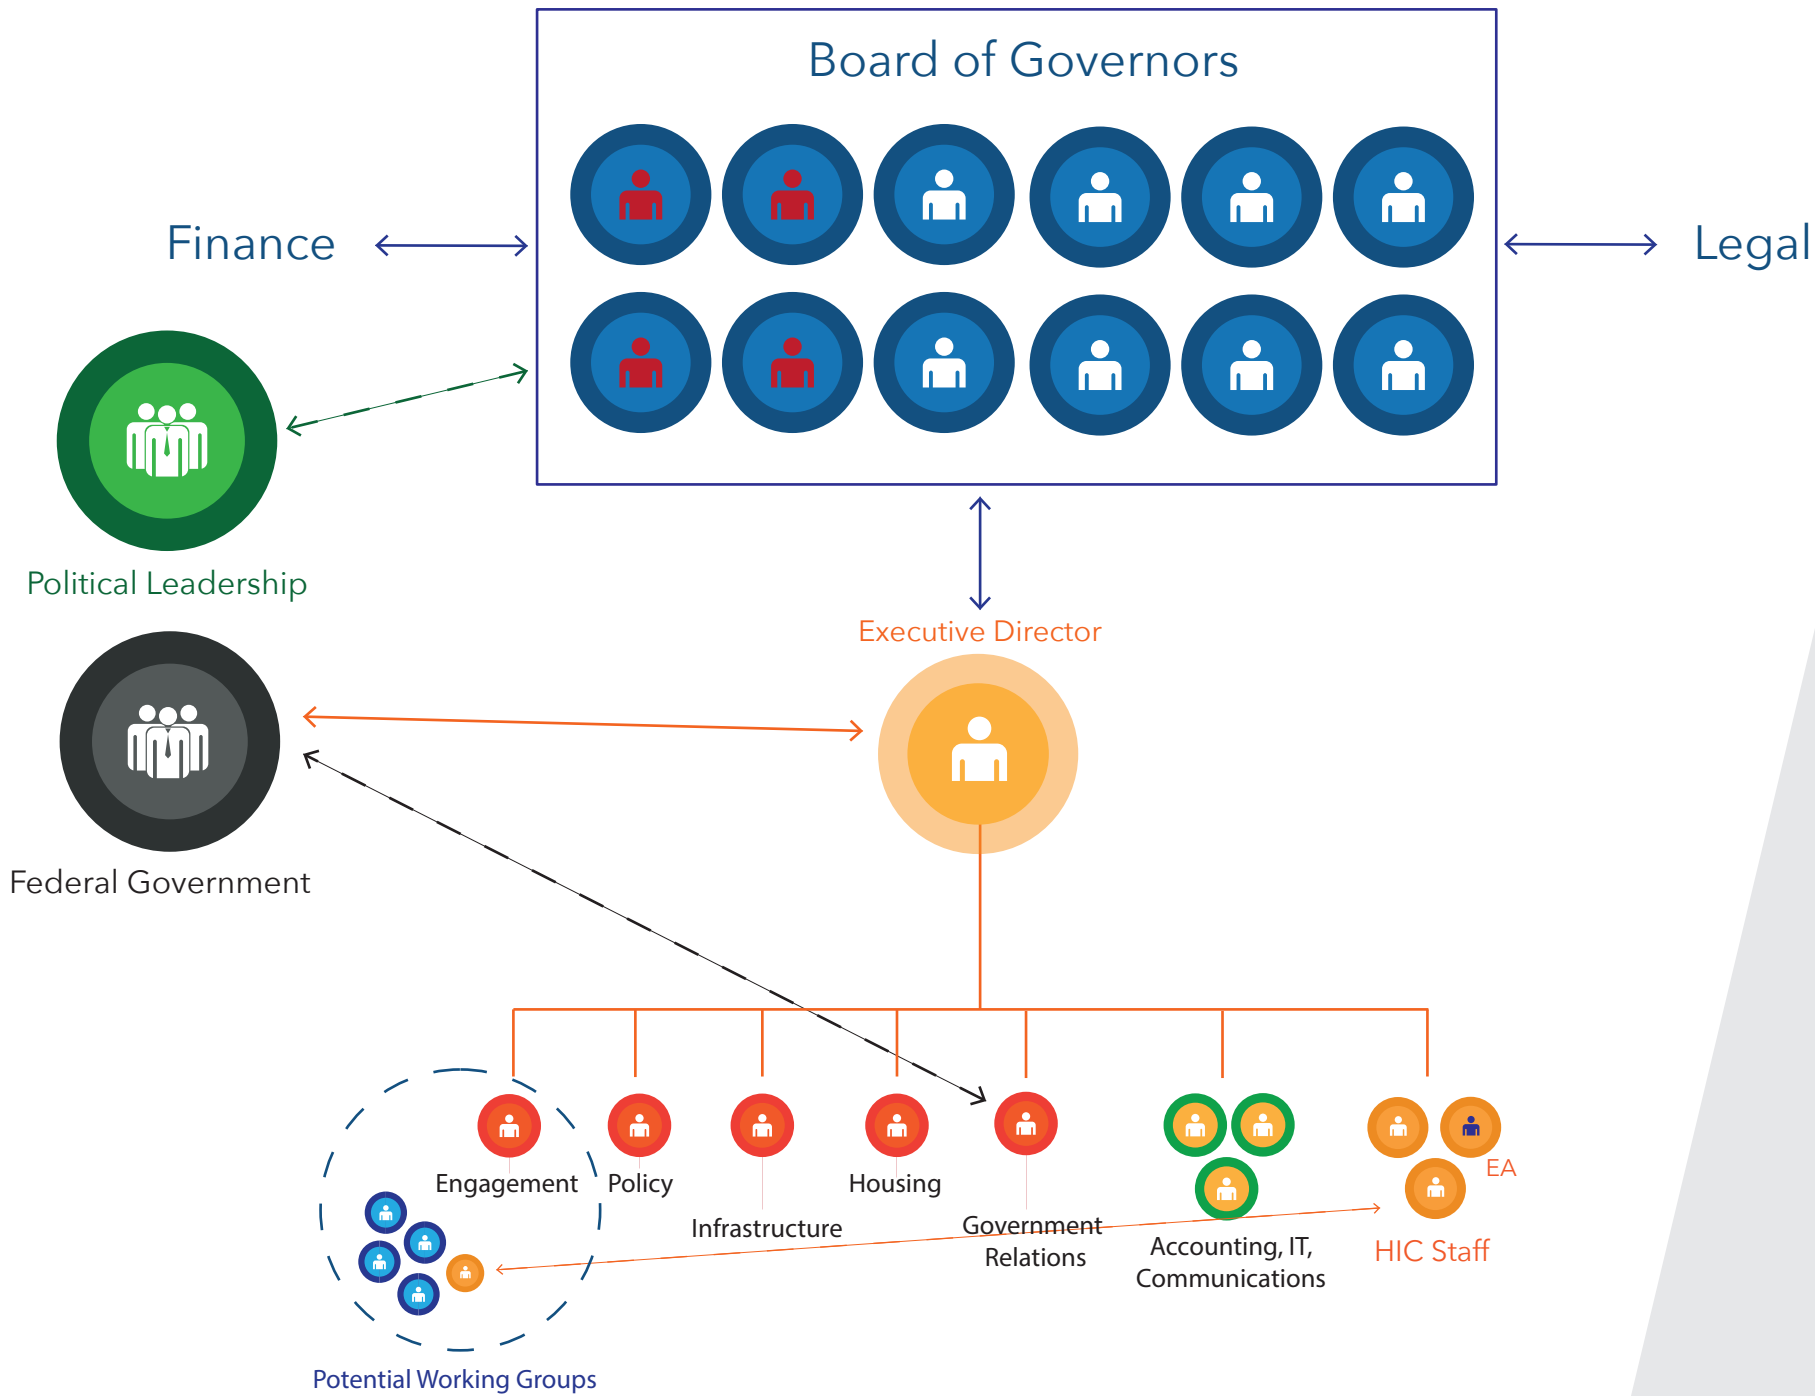 Board of Governors
Finance
Legal
Political Leadership
Executive Director
Federal Government
Engagement
Policy
Infrastructure
Housing
Government
Relations
Accounting, IT,
Communications
EA
HIC Staff
Potential Working Groups